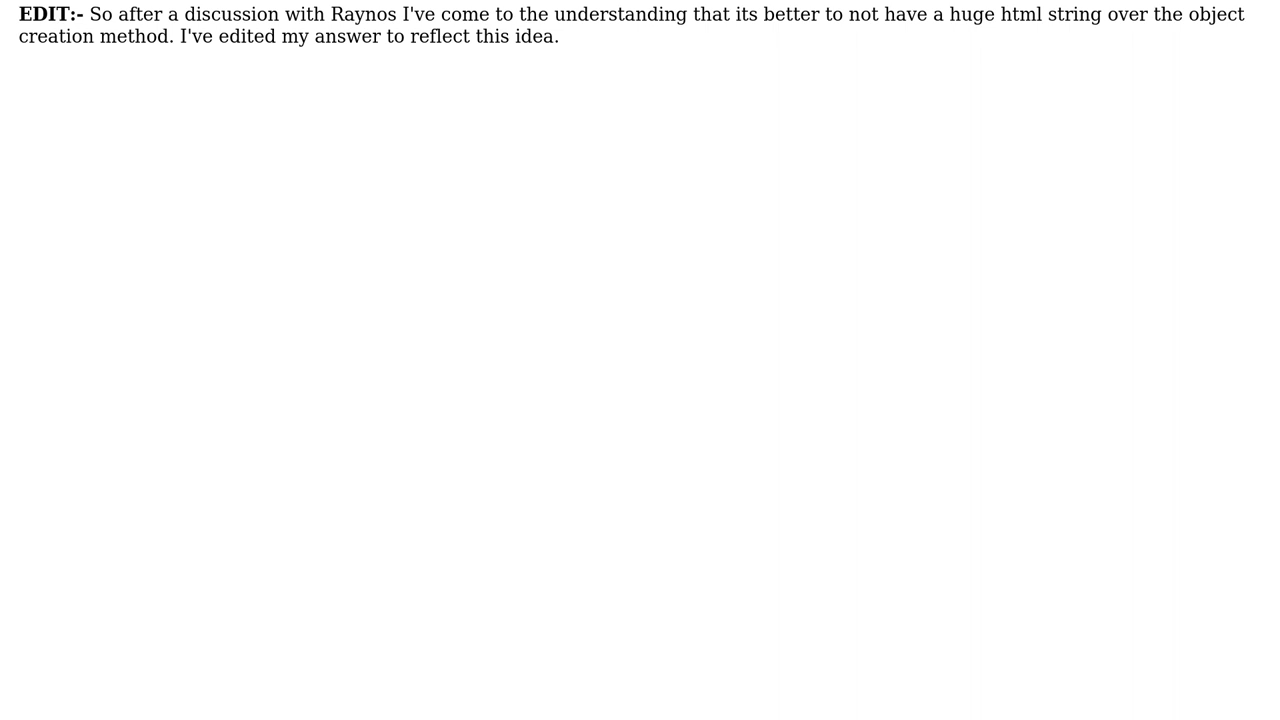 EDIT:- So after a discussion with Raynos I've come to the understanding that its better to not have a huge html string over the object
creation method. I've edited my answer to reflect this idea.